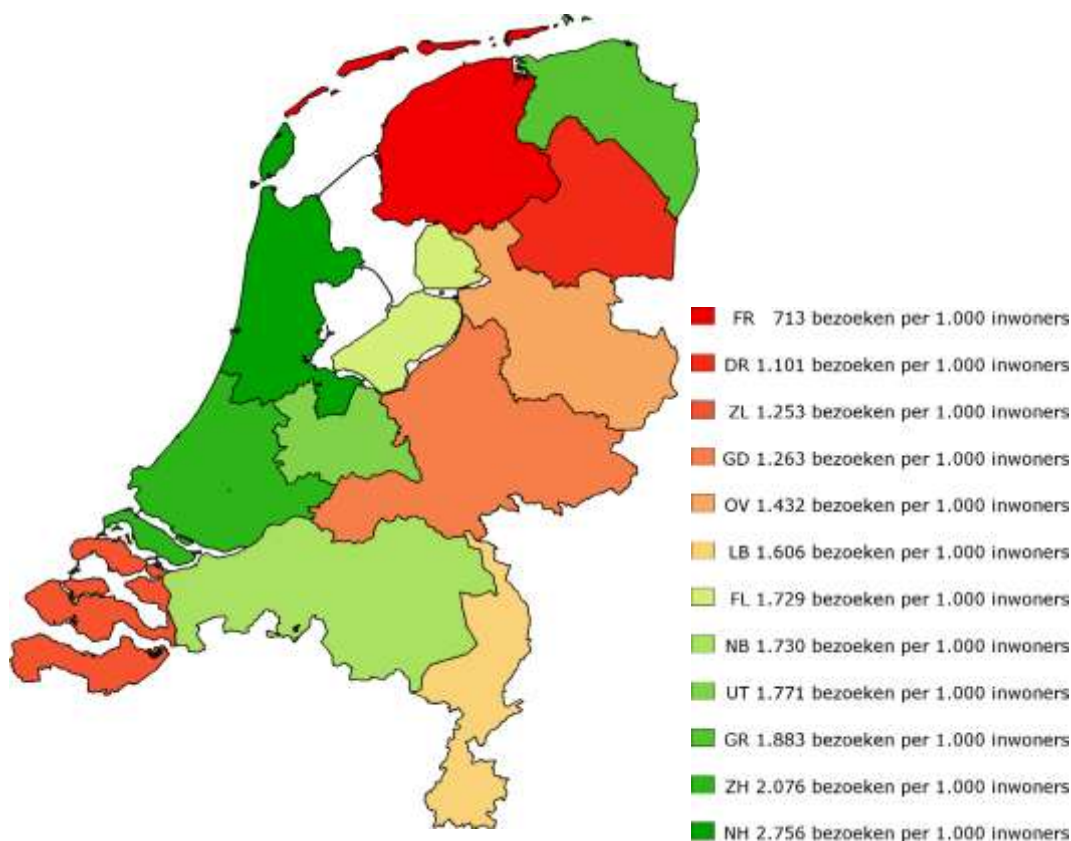 FR 713 bezoeken per 1.000 inwoners
DR 1.101 bezoeken per 1.000 inwoners
ZL 1.253 bezoeken per 1.000 inwoners
GD 1.263 bezoeken per 1.000 inwoners
OV 1.432 bezoeken per 1.000 inwoners
LB 1.606 bezoeken per 1.000 inwoners
FL 1.729 bezoeken per 1.000 inwoners
NB 1.730 bezoeken per 1.000 inwoners
UT 1.771 bezoeken per 1.000 inwoners
GR 1.883 bezoeken per 1.000 inwoners
ZH 2.076 bezoeken per 1.000 inwoners
NH 2.756 bezoeken per 1.000 inwoners